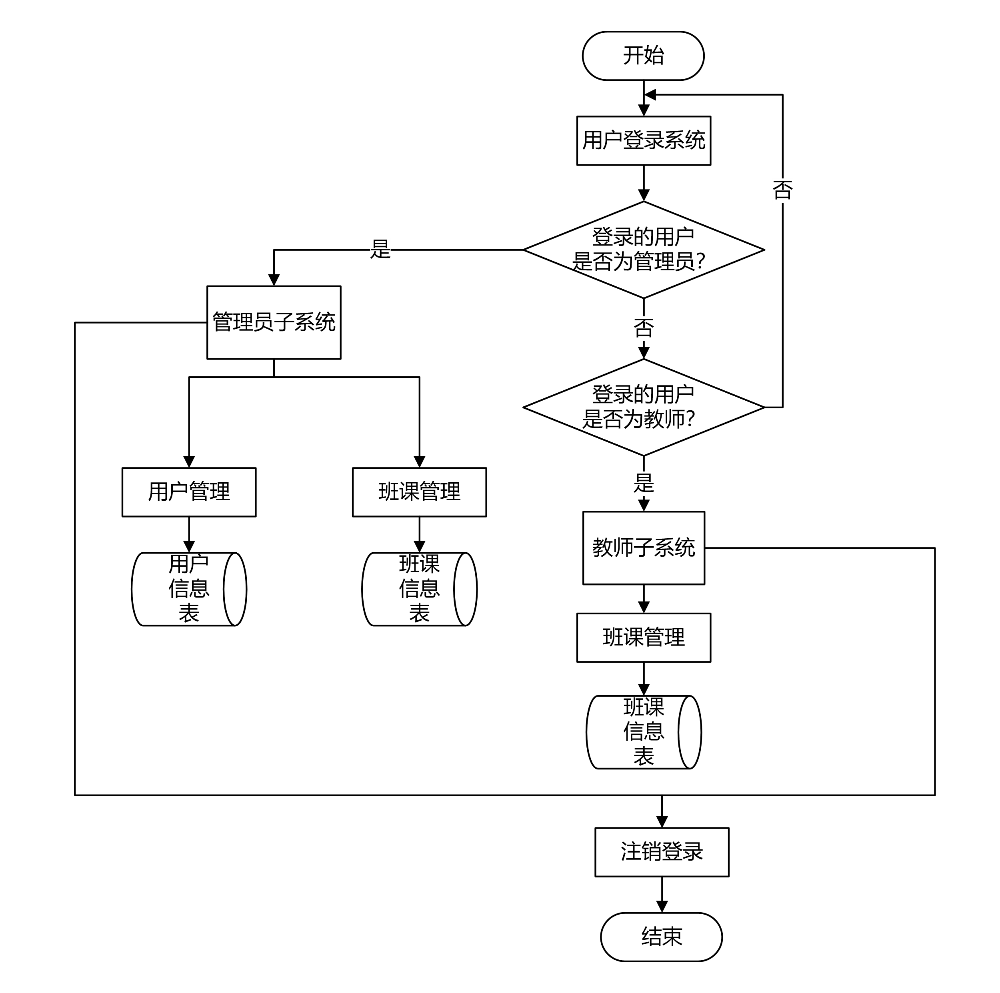 开始
用户登录系统
否
登录的用户
是否为管理员?
是
管理员子系统
否
登录的用户
是否为教师?
是
用户管理
班课管理
教师子系统
用户
信息
表
班课
信息
表
班课管理
班课
信息
表
注销登录
结束